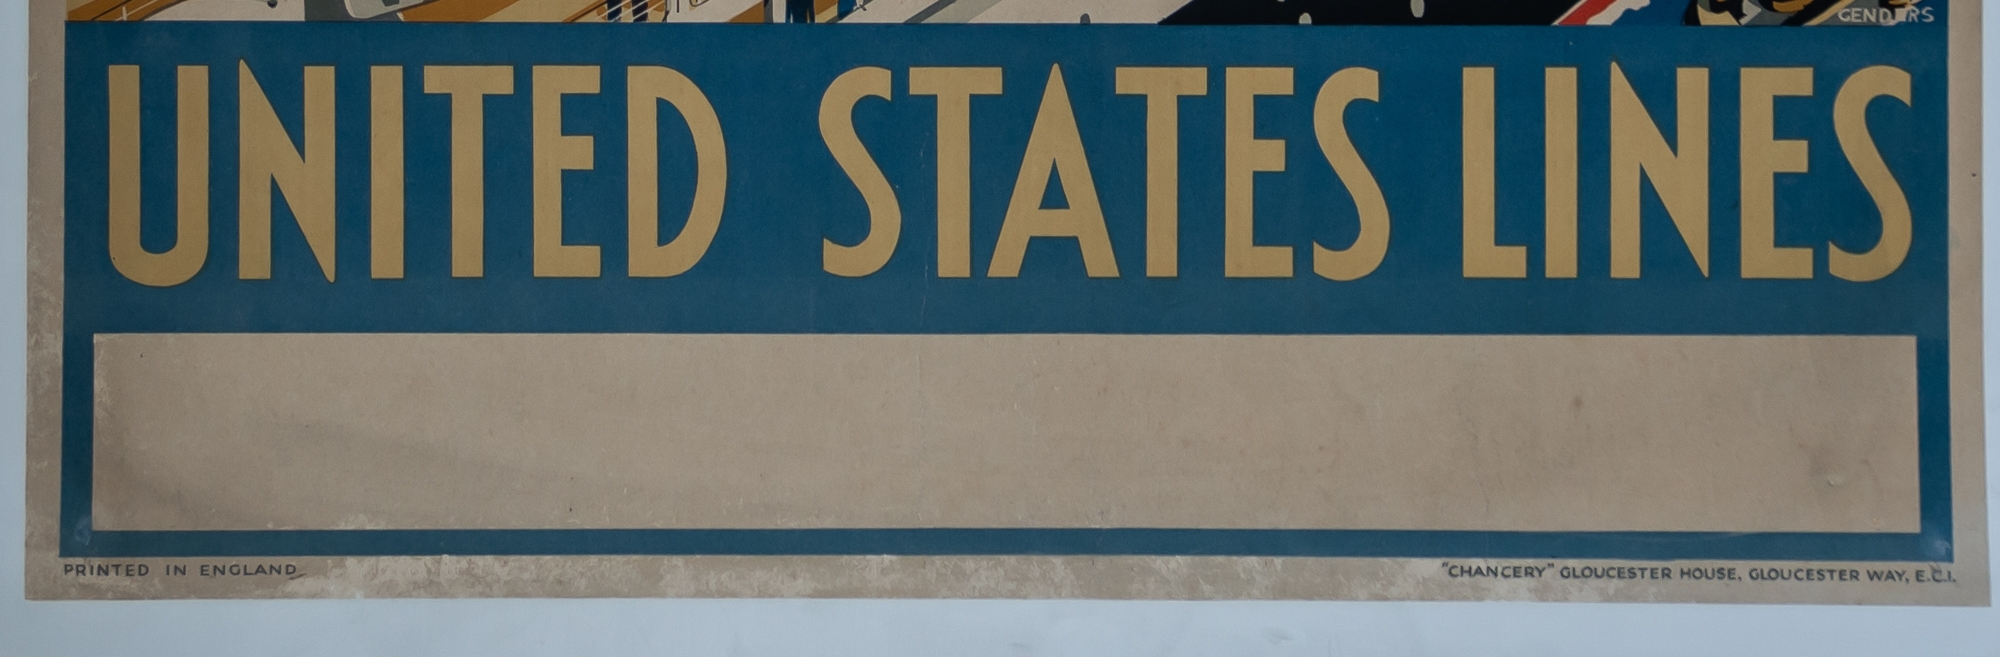 GENDERS
UNITED STATES LINES
PRINTED IN ENGLAND
"CHANCERY" GLOUCESTER HOUSE, GLOUCESTER WAY, E.C.1.